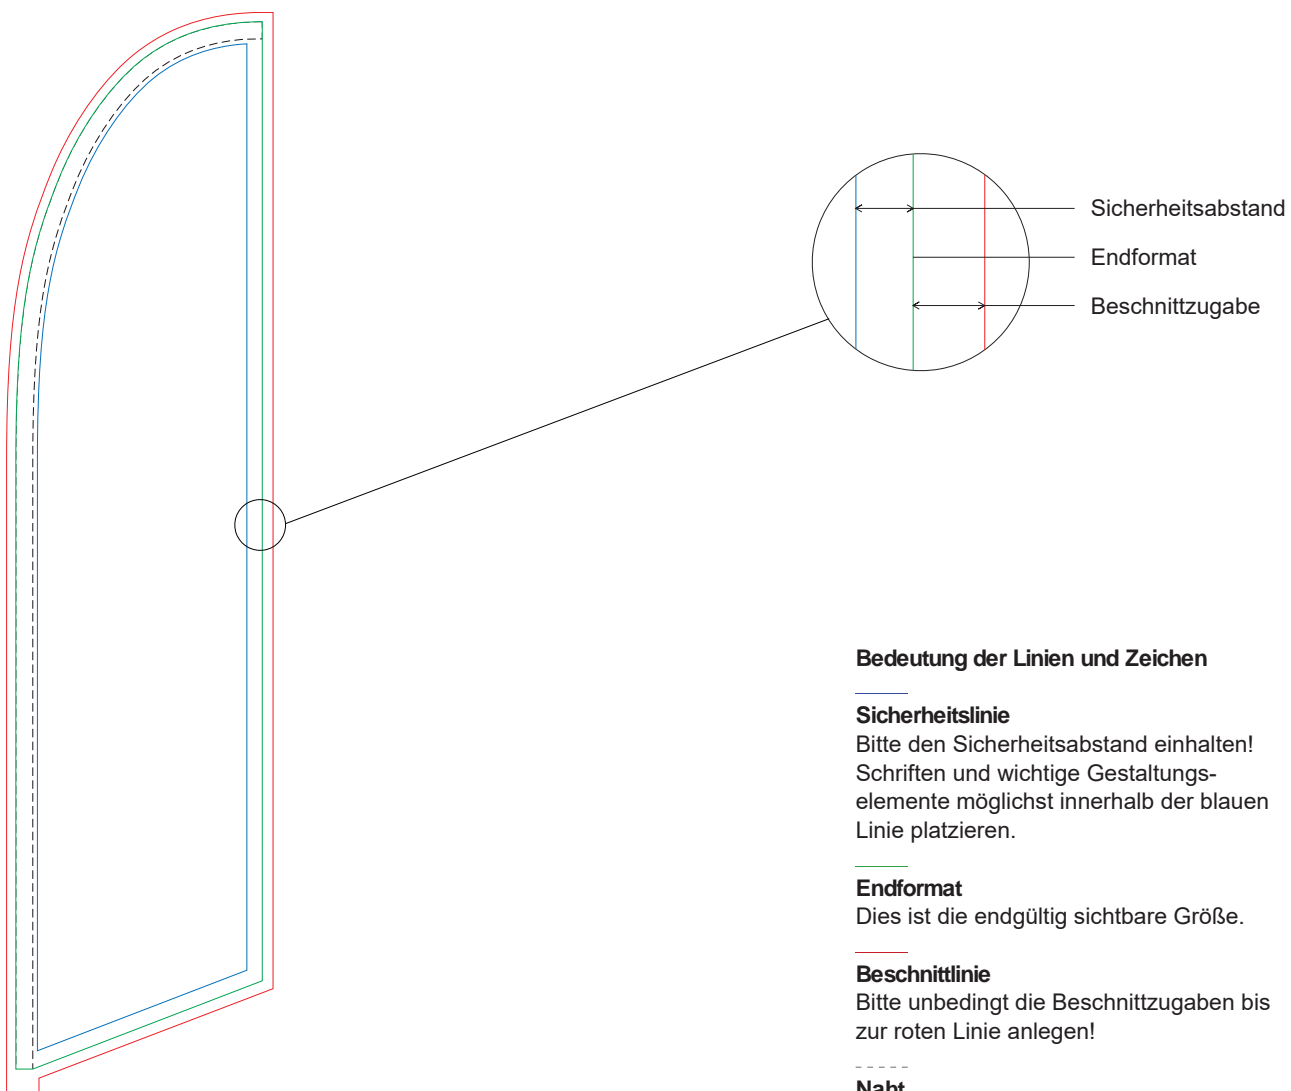 Sicherheitsabstand
Endformat
Beschnittzugabe
Bedeutung der Linien und Zeichen
Sicherheitslinie
Bitte den Sicherheitsabstand einhalten!
Schriften und wichtige Gestaltungs-
elemente möglichst innerhalb der blauen
Linie platzieren.
Endformat
Dies ist die endgültig sichtbare Größe.
Beschnittlinie
Bitte unbedingt die Beschnittzugaben bis
zur roten Linie anlegen!
Naht